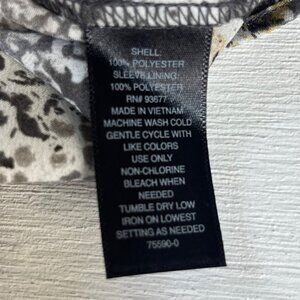 SHELL:
100% POLYESTER
SLEEVE LINING:
100% POLYESTER
RN# 93677
MADE IN VIETNAM
MACHINE WASH COLD
GENTLE CYCLE WITH
LIKE COLORS
USE ONLY
NON-CHLORINE
BLEACH WHEN
NEEDED
TUMBLE DRY LOW
IRON ON LOWEST
SETTING AS NEEDED
75590-0